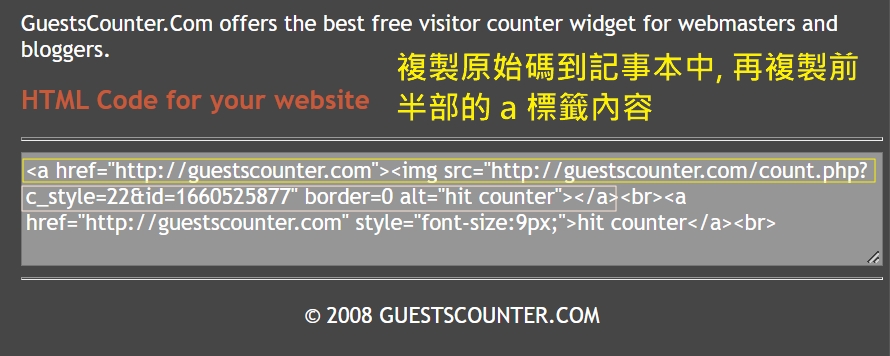 GuestsCounter.Com offers the best free visitor counter widget for webmasters and
bloggers.
複製原始碼到記事本中, 再複製前
半部的 a 標籤內容
HTML Code for your website
<a href="http://guestscounter.com"><img src="http://guestscounter.com/count.php?
c_style=22&id=1660525877" border=0 alt="hit counter"></a><br><a
href="http://guestscounter.com" style="font-size:9px;">hit counter</a><br>
© 2008 GUESTSCOUNTER.COM